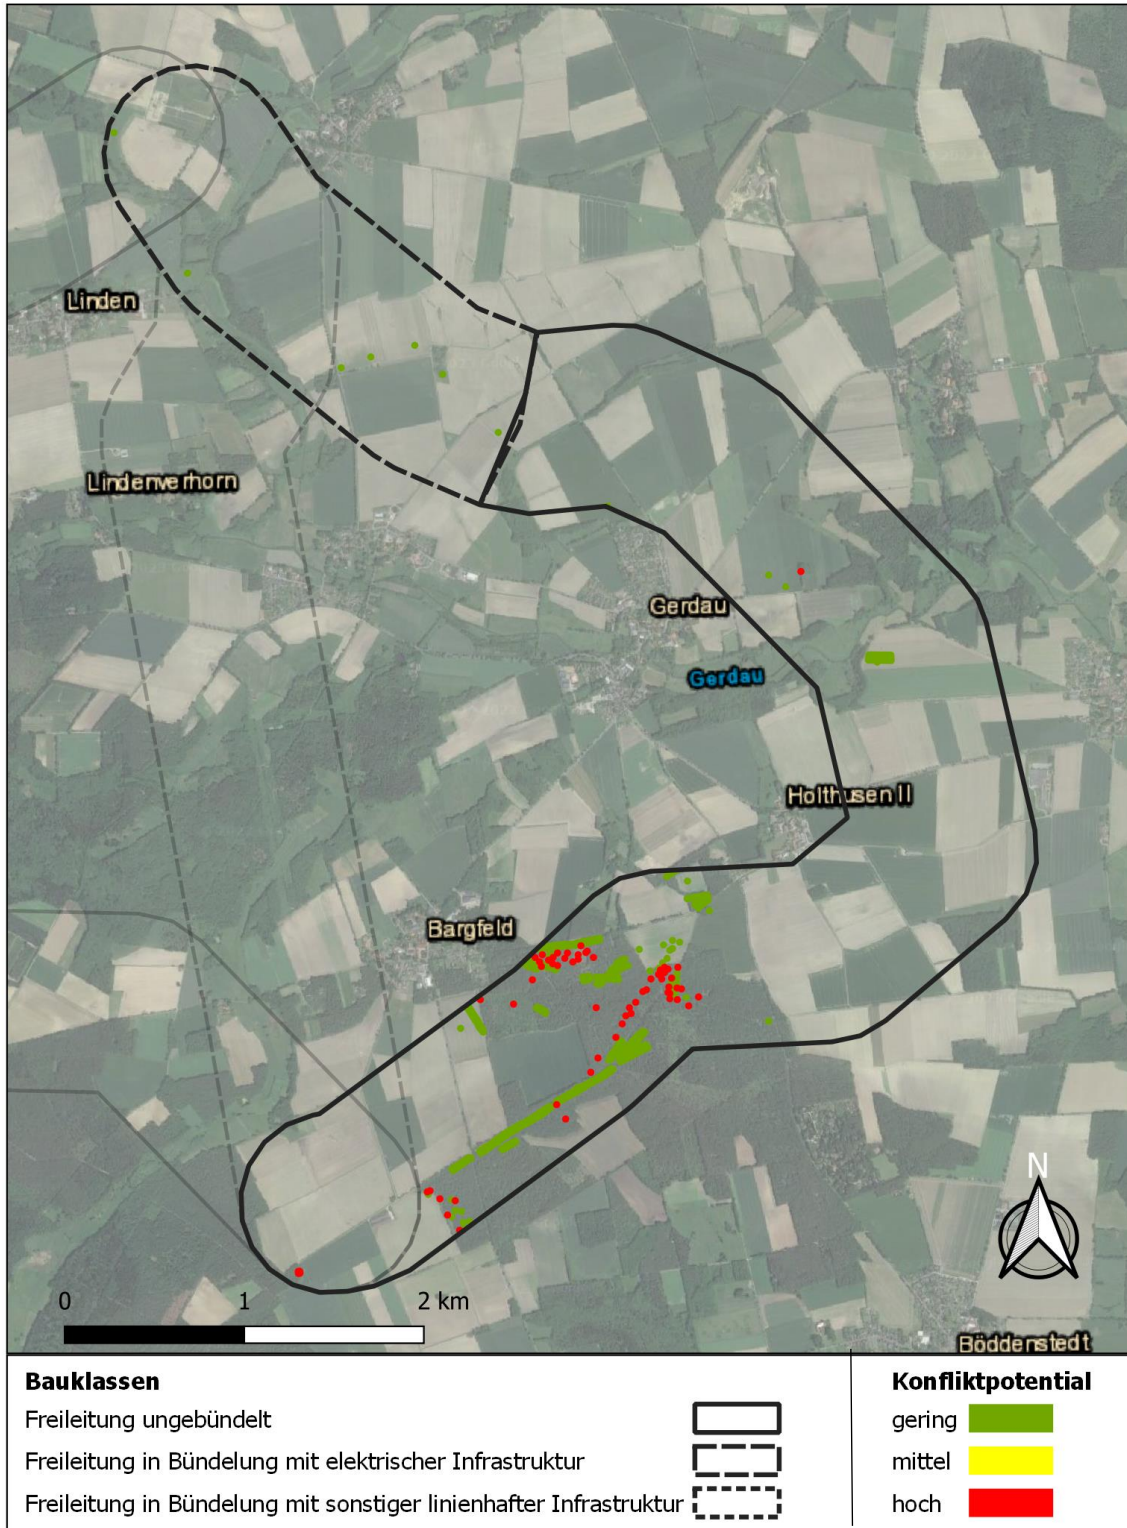 Linden
Lindenverhorn
Gerdau
Gerdau
Holthusen II
Bargfeld
N
0 1 2 km
Böddenstedt
Bauklassen
Freileitung ungebündelt
Freileitung in Bündelung mit elektrischer Infrastruktur
Freileitung in Bündelung mit sonstiger linienhafter Infrastruktur
Konfliktpotential
gering
mittel
hoch